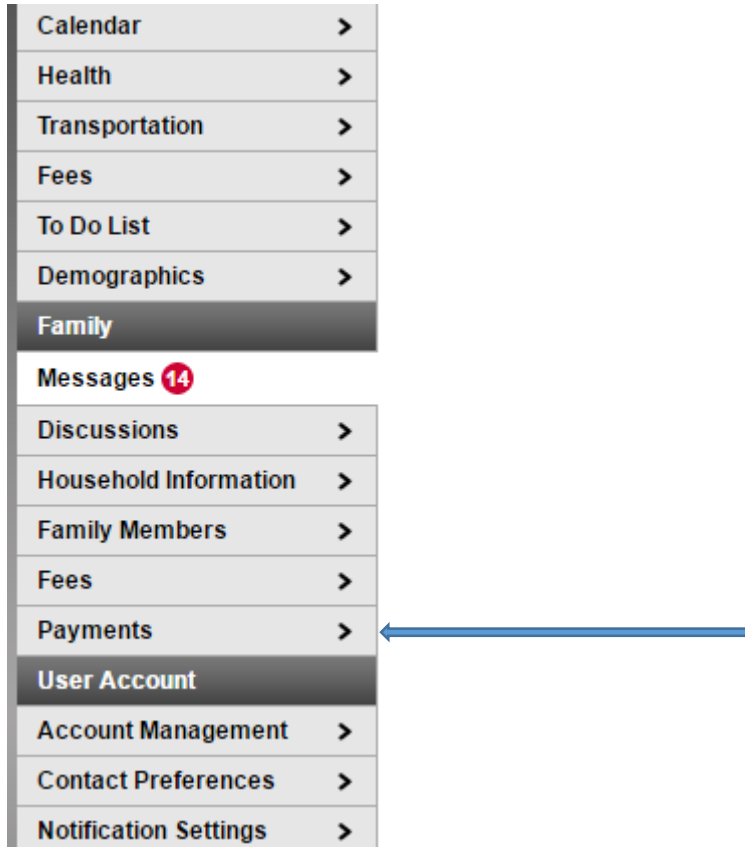 Calendar
Health
Transportation
Fees
To Do List
Demographics
Family
Messages 14
Discussions
Household Information
Family Members
Fees
Payments
User Account
Account Management
Contact Preferences
Notification Settings